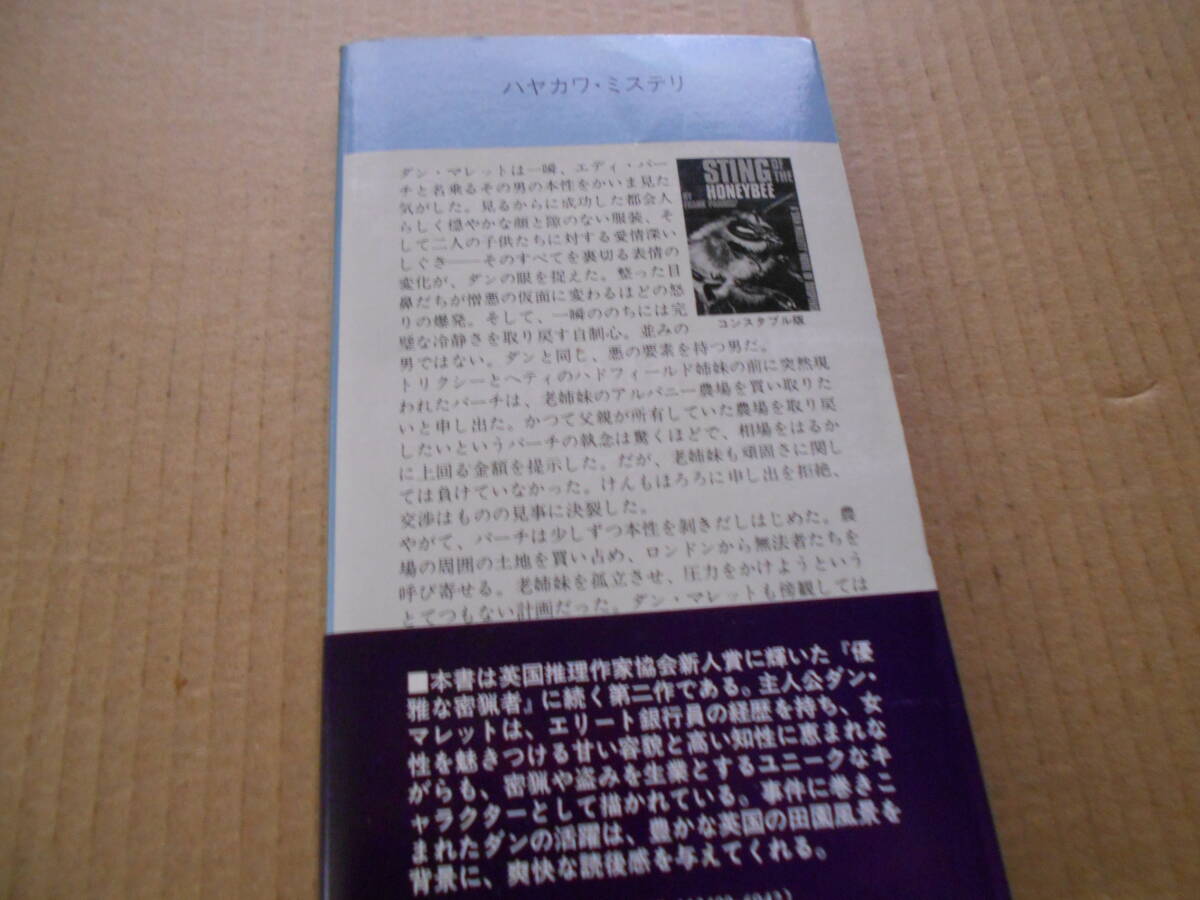 ハヤカワ・ミステリ
ダン・マレットは一瞬、エディ・バー
チと名乗るその男の本性をかいま見た
気がした。見るからに成功した都会人
らしく穏やかな顔と隙のない服装、そ
して二人の子供たちに対する愛情深い
しぐさ――そのすべてを裏切る表情の
変化が、ダンの眼を捉えた。整った目
鼻だちが憎悪の仮面に変わるほどの怒
りの爆発。そして、一瞬ののちには完
璧な冷静さを取り戻す自制心。並みの
男ではない。ダンと同じ、悪の要素を持つ男だ。
トリクシーとヘティのハドフィールド姉妹の前に突然現
われたバーチは、老姉妹のアルバニー農場を買い取りた
いと申し出た。かつて父親が所有していた農場を取り戻
したいというバーチの執念は驚くほどで、相場をはるか
に上回る金額を提示した。だが、老姉妹も頑固さに関し
ては負けていなかった。けんもほろろに申し出を拒絶、
交渉はものの見事に決裂した。
やがて、バーチは少しずつ本性を剥きだしはじめた。農
場の周囲の土地を買い占め、ロンドンから無法者たちを
呼び寄せる。老姉妹を孤立させ、圧力をかけようという
とてつもない計画だった。ダン・マレットも傍観しては
STING OF THE
HONEYBEE
BY
コンスタブル版
■本書は英国推理作家協会新人賞に輝いた『優
雅な密猟者』に続く第二作である。主人公ダン・
マレットは、エリート銀行員の経歴を持ち、女
性を魅きつける甘い容貌と高い知性に恵まれな
がらも、密猟や盗みを生業とするユニークなキ
ャラクターとして描かれている。事件に巻きこ
まれたダンの活躍は、豊かな英国の田園風景を
背景に、爽快な読後感を与えてくれる。